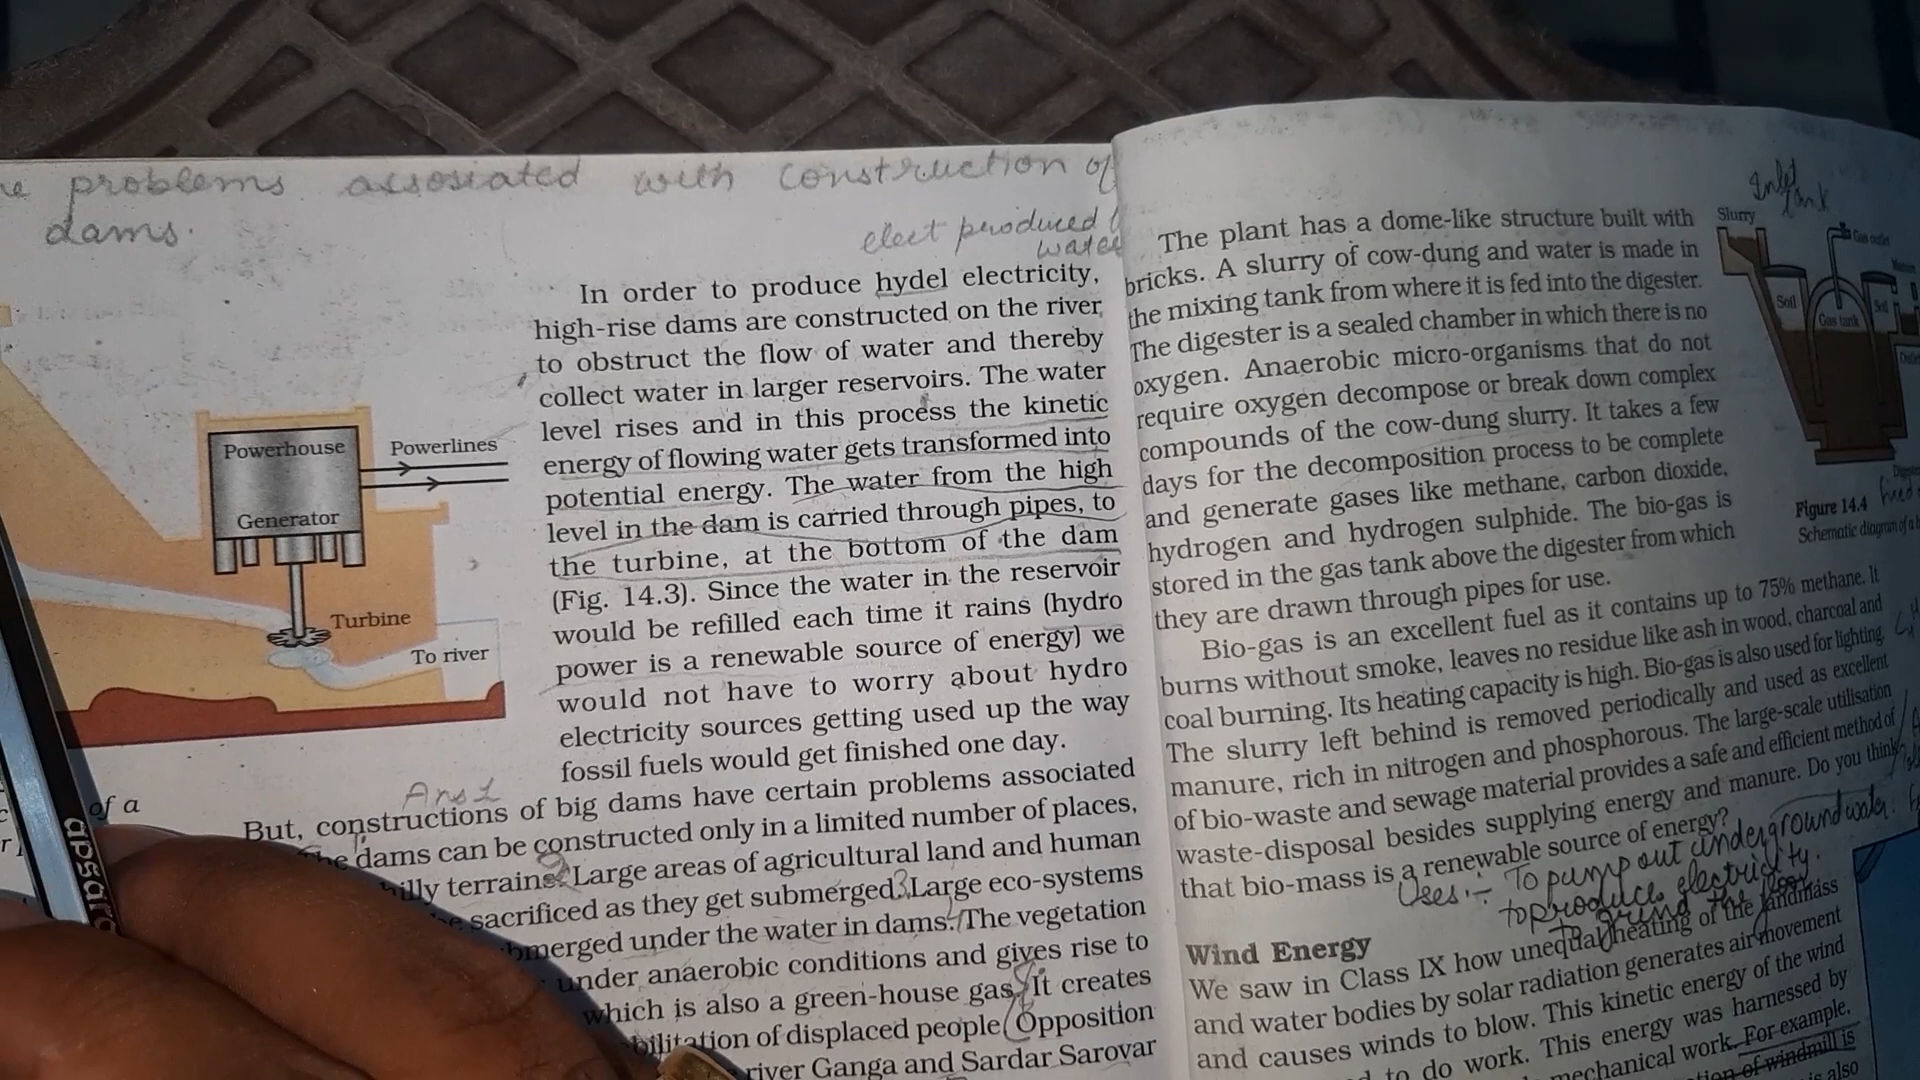 problems assosiated with construction of
dams.
elect produced
water
In order to produce hydel electricity,
high-rise dams are constructed on the river
to obstruct the flow of water and thereby
collect water in larger reservoirs. The water
level rises and in this process the kinetic
energy of flowing water gets transformed into
potential energy. The water from the high
level in the dam is carried through pipes, to
the turbine, at the bottom of the dam
(Fig. 14.3). Since the water in the reservoir
would be refilled each time it rains (hydro
power is a renewable source of energy) we
would not have to worry about hydro
electricity sources getting used up the way
fossil fuels would get finished one day.
Powerhouse
Powerlines
Generator
Turbine
To river
of a
apsara
Ans 1
But, constructions of big dams have certain problems associated
dams can be constructed only in a limited number of places,
hilly terrains. Large areas of agricultural land and human
sacrificed as they get submerged. Large eco-systems
submerged under the water in dams. The vegetation
under anaerobic conditions and gives rise to
which is also a green-house gas. It creates
of displaced people. Opposition
river Ganga and Sardar Sarovar
The plant has a dome-like structure built with
bricks. A slurry of cow-dung and water is made in
the mixing tank from where it is fed into the digester.
The digester is a sealed chamber in which there is no
oxygen. Anaerobic micro-organisms that do not
require oxygen decompose or break down complex
compounds of the cow-dung slurry. It takes a few
days for the decomposition process to be complete
and generate gases like methane, carbon dioxide,
hydrogen and hydrogen sulphide. The bio-gas is
stored in the gas tank above the digester from which
they are drawn through pipes for use.
Inlet
tank
Slurry
Gas outlet
Soil
Gas tank
Soil
Figure 14.4
Schematic diagram of a
Bio-gas is an excellent fuel as it contains up to 75% methane. It
burns without smoke, leaves no residue like ash in wood, charcoal and
coal burning. Its heating capacity is high. Bio-gas is also used for lighting.
The slurry left behind is removed periodically and used as excellent
manure, rich in nitrogen and phosphorous. The large-scale utilisation
of bio-waste and sewage material provides a safe and efficient method of
waste-disposal besides supplying energy and manure. Do you think
that bio-mass is a renewable source of energy?
Uses :- To pump out underground water.
to produce electricity.
to grind the
Wind Energy
We saw in Class IX how unequal heating of the landmass
and water bodies by solar radiation generates air movement
and causes winds to blow. This kinetic energy of the wind
to do work. This energy was harnessed by
mechanical work. For example,
of windmill is
also